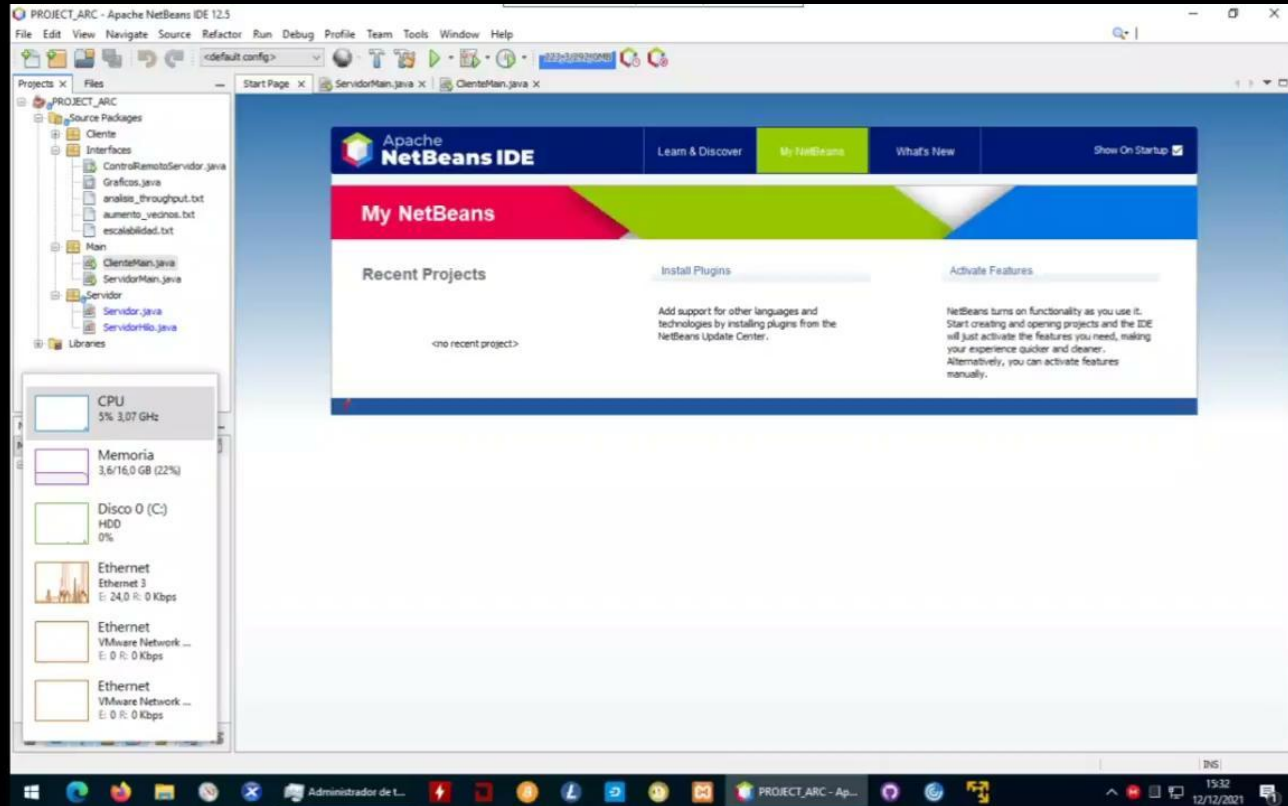 PROJECT_ARC - Apache NetBeans IDE 12.5
File Edit View Navigate Source Refactor Run Debug Profile Team Tools Window Help
<default config>
Projects X Files
Start Page X ServidorMain.java X ClienteMain.java X
PROJECT_ARC
Source Packages
Cliente
Interfaces
ControlRemotoServidor.java
Graficos.java
analisis_throughput.txt
aumento_vecinos.txt
escalabilidad.txt
Main
ClienteMain.java
ServidorMain.java
Servidor
Servidor.java
ServidorHilo.java
Libraries
Apache
NetBeans IDE
Learn & Discover
My NetBeans
What's New
Show On Startup
My NetBeans
Recent Projects
<no recent project>
Install Plugins
Add support for other languages and
technologies by installing plugins from the
NetBeans Update Center.
Activate Features
NetBeans turns on functionality as you use it.
Start creating and opening projects and the IDE
will just activate the features you need, making
your experience quicker and cleaner.
Alternatively, you can activate features
manually.
CPU
5% 3,07 GHz
Memoria
3,6/16,0 GB (22%)
Disco 0 (C:)
HDD
0%
Ethernet
Ethernet 3
E: 24,0 R: 0 Kbps
Ethernet
VMware Network ...
E: 0 R: 0 Kbps
Ethernet
VMware Network ...
E: 0 R: 0 Kbps
INS
Administrador de t...
PROJECT_ARC - Ap...
15:32
12/12/2021